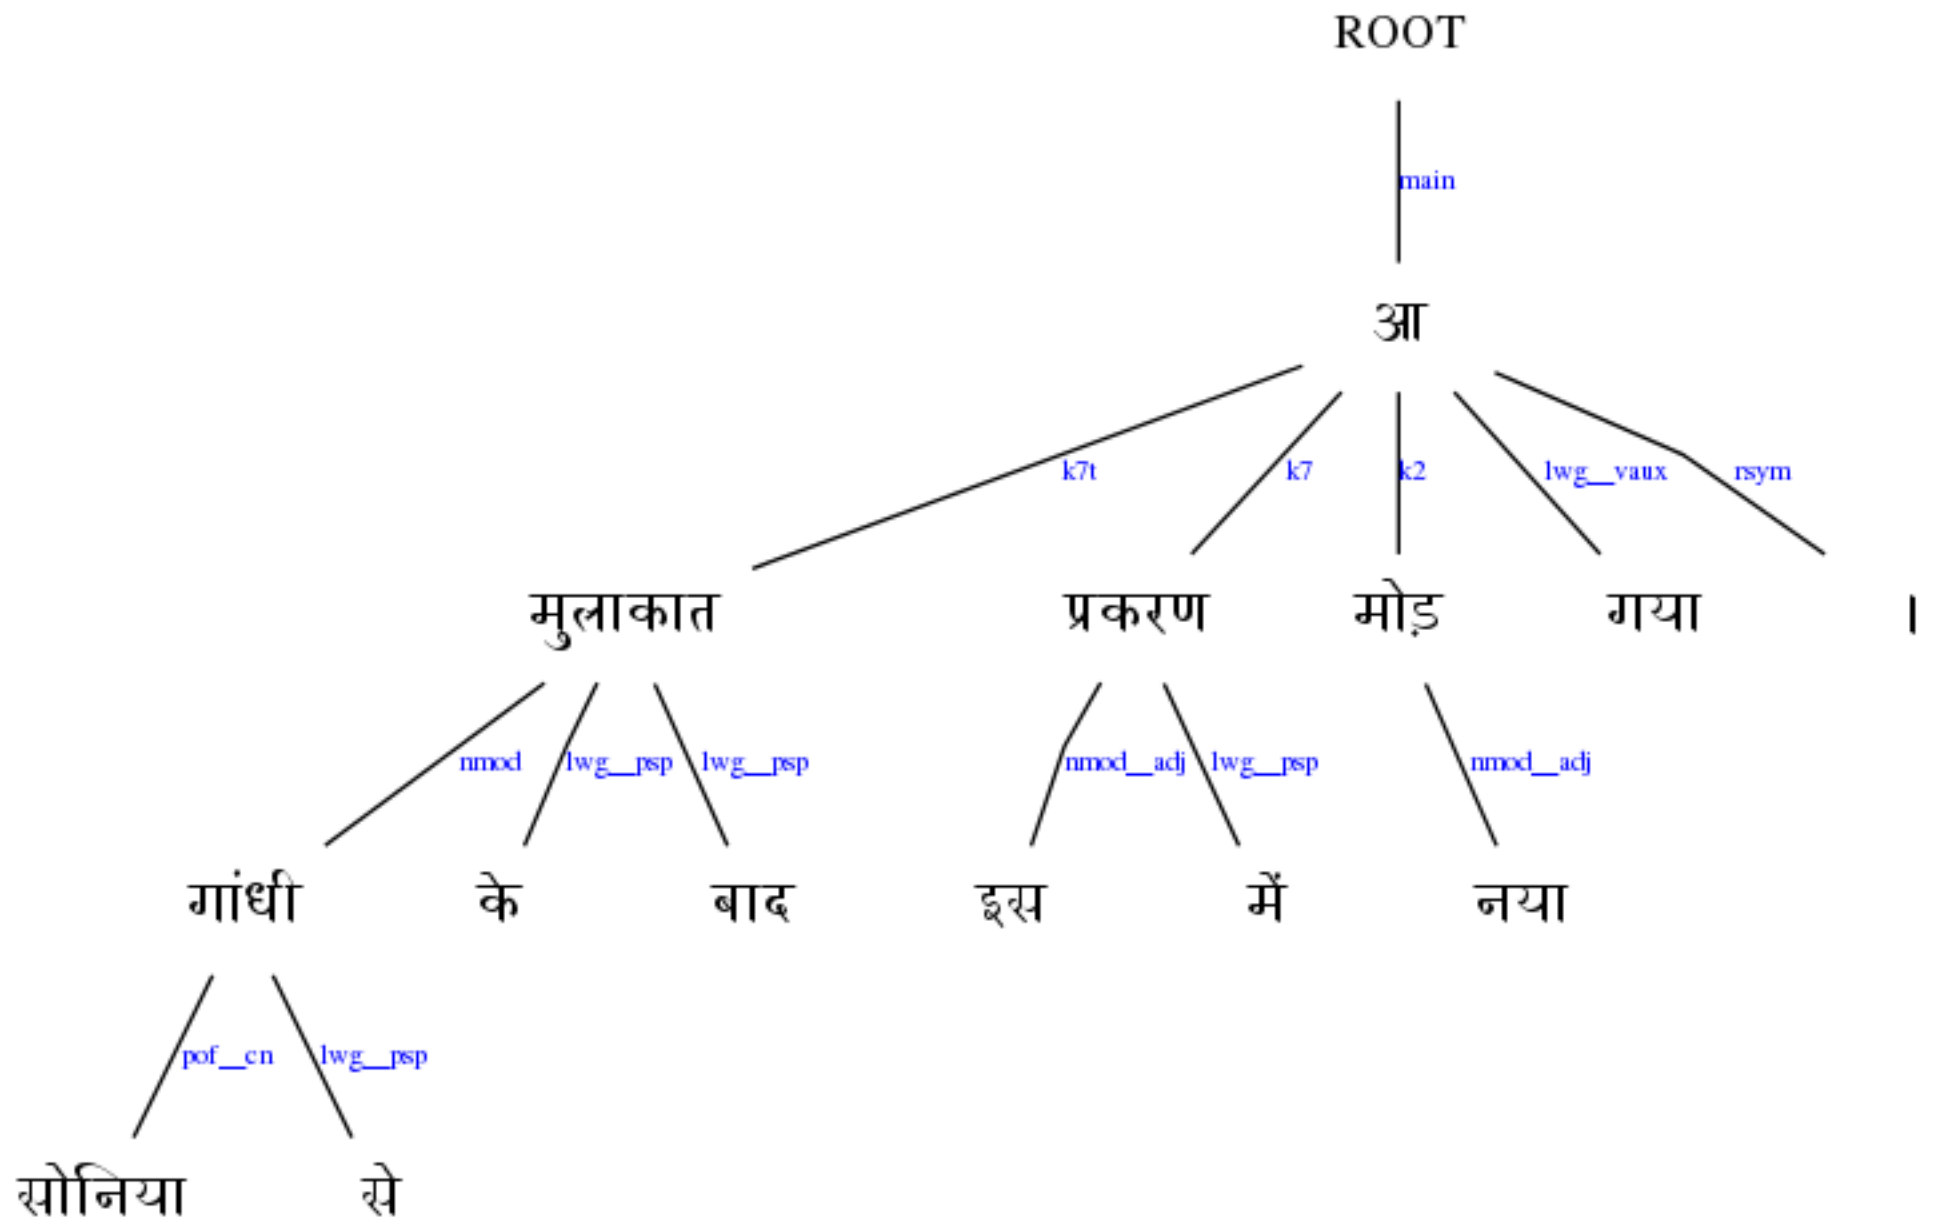 ROOT
main
आ
k7t k7 k2 lwg__vaux rsym
मुलाकात प्रकरण मोड़ गया ।
nmod lwg__psp lwg__psp nmod__adj lwg__psp nmod__adj
गांधी के बाद इस में नया
pof__cn lwg__psp
सोनिया से